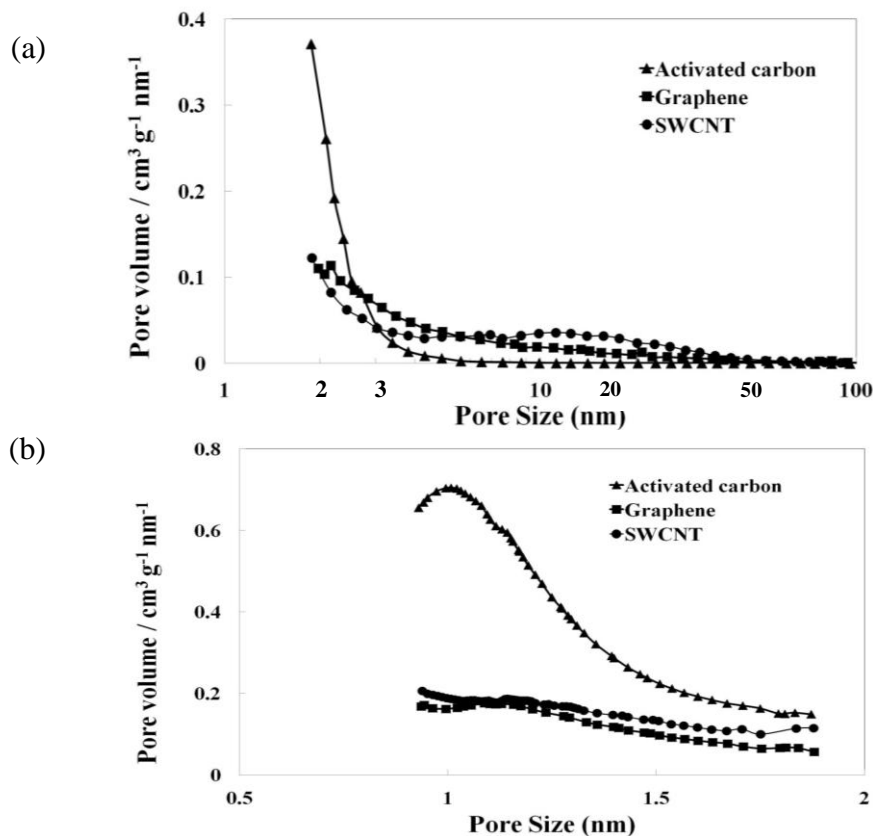 (a)
0.4
0.3
0.2
0.1
0
Pore volume / cm³ g⁻¹ nm⁻¹
Activated carbon
Graphene
SWCNT
1 2 3 10 20 50 100
Pore Size (nm)
(b)
0.8
0.6
0.4
0.2
0
Pore volume / cm³ g⁻¹ nm⁻¹
Activated carbon
Graphene
SWCNT
0.5 1 1.5 2
Pore Size (nm)